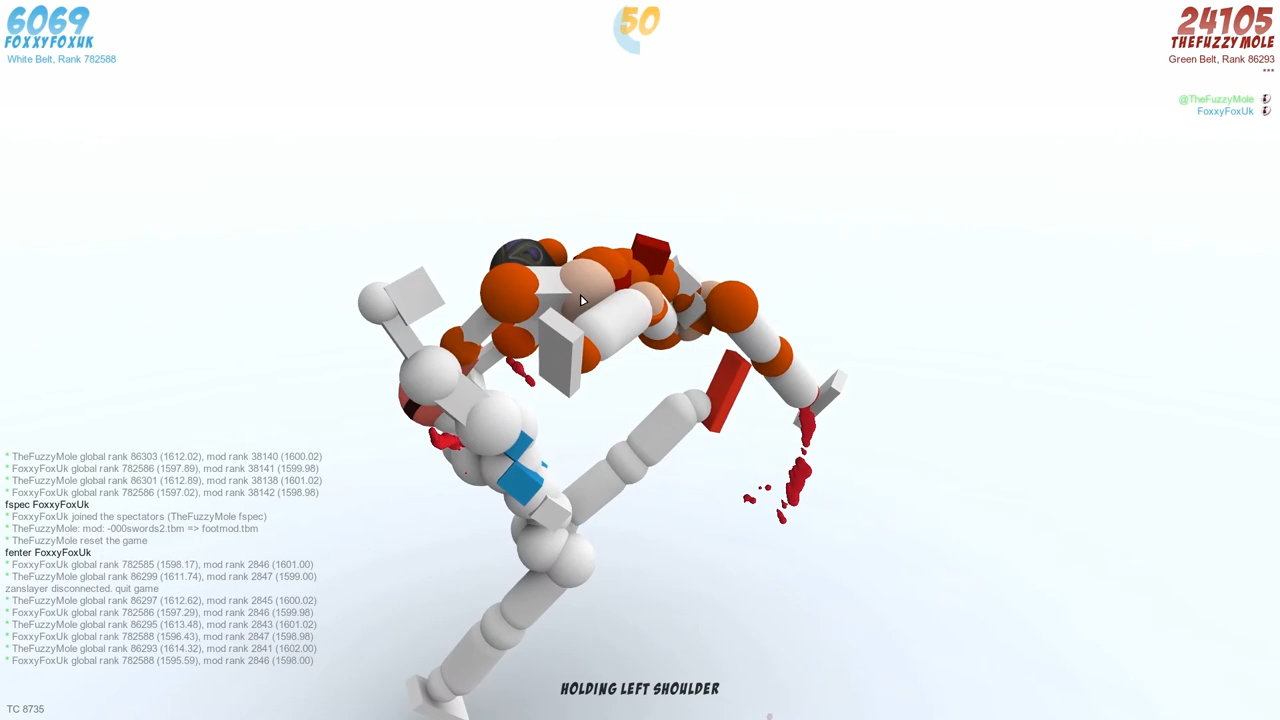 6069
FOXXYFOXUK
White Belt, Rank 782588
50
24105
THEFUZZYMOLE
Green Belt, Rank 86293
***
@TheFuzzyMole
FoxxyFoxUk
* TheFuzzyMole global rank 86303 (1612.02), mod rank 38140 (1600.02)
* FoxxyFoxUk global rank 782586 (1597.89), mod rank 38141 (1599.98)
* TheFuzzyMole global rank 86301 (1612.89), mod rank 38138 (1601.02)
* FoxxyFoxUk global rank 782586 (1597.02), mod rank 38142 (1598.98)
fspec FoxxyFoxUk
* FoxxyFoxUk joined the spectators (TheFuzzyMole fspec)
* TheFuzzyMole: mod: -000swords2.tbm => footmod.tbm
* TheFuzzyMole reset the game
fenter FoxxyFoxUk
* FoxxyFoxUk global rank 782585 (1598.17), mod rank 2846 (1601.00)
* TheFuzzyMole global rank 86299 (1611.74), mod rank 2847 (1599.00)
zanslayer disconnected. quit game
* TheFuzzyMole global rank 86297 (1612.62), mod rank 2845 (1600.02)
* FoxxyFoxUk global rank 782586 (1597.29), mod rank 2846 (1599.98)
* TheFuzzyMole global rank 86295 (1613.48), mod rank 2843 (1601.02)
* FoxxyFoxUk global rank 782588 (1596.43), mod rank 2847 (1598.98)
* TheFuzzyMole global rank 86293 (1614.32), mod rank 2841 (1602.00)
* FoxxyFoxUk global rank 782588 (1595.59), mod rank 2846 (1598.00)
HOLDING LEFT SHOULDER
TC 8735